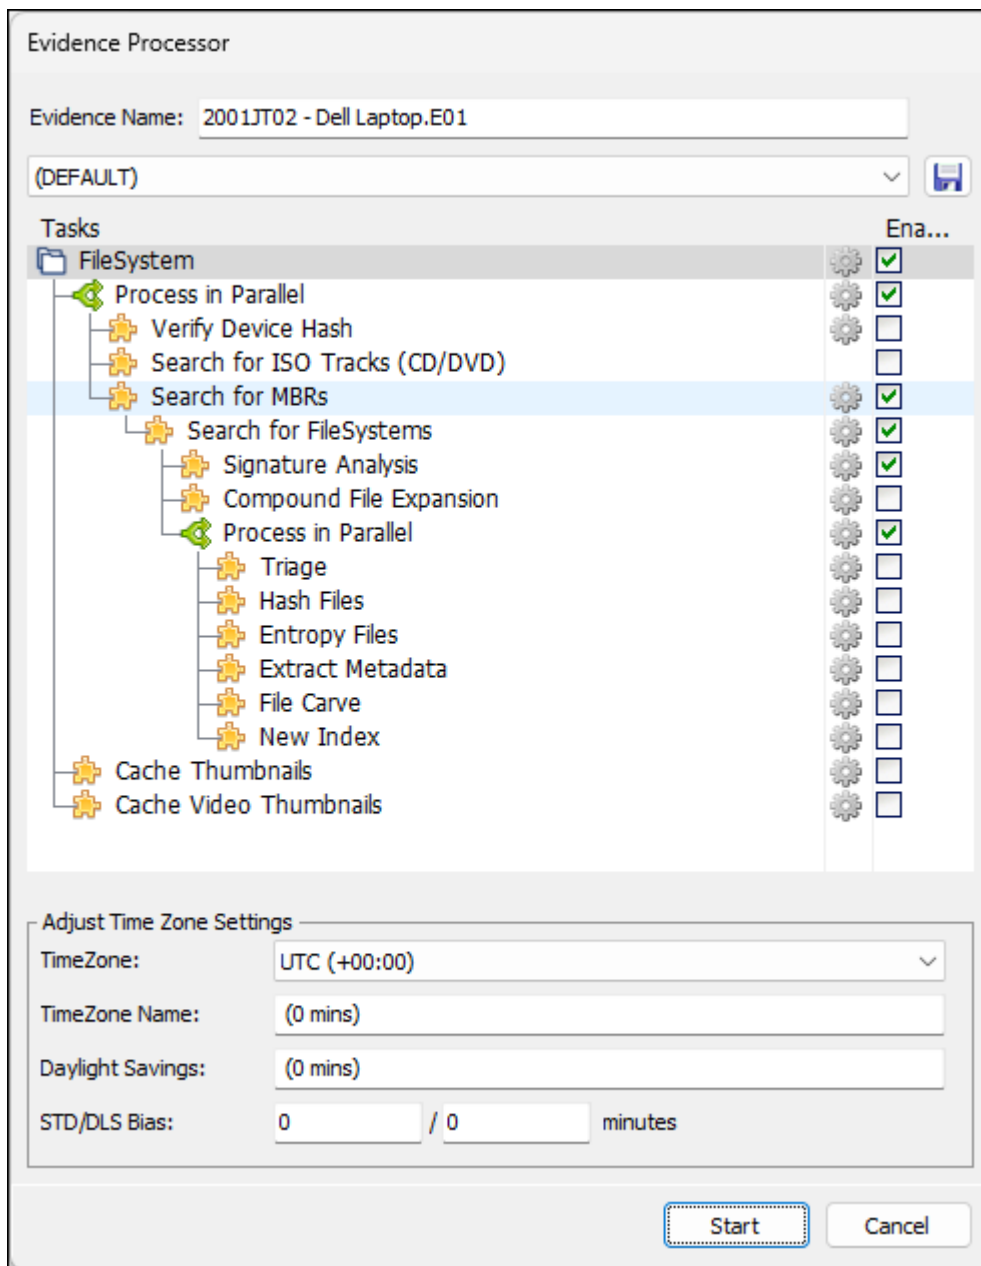 Evidence Processor
Evidence Name: 2001JT02 - Dell Laptop.E01
(DEFAULT)
Tasks Ena...
FileSystem
Process in Parallel
Verify Device Hash
Search for ISO Tracks (CD/DVD)
Search for MBRs
Search for FileSystems
Signature Analysis
Compound File Expansion
Process in Parallel
Triage
Hash Files
Entropy Files
Extract Metadata
File Carve
New Index
Cache Thumbnails
Cache Video Thumbnails
Adjust Time Zone Settings
TimeZone: UTC (+00:00)
TimeZone Name: (0 mins)
Daylight Savings: (0 mins)
STD/DLS Bias: 0 / 0 minutes
Start Cancel